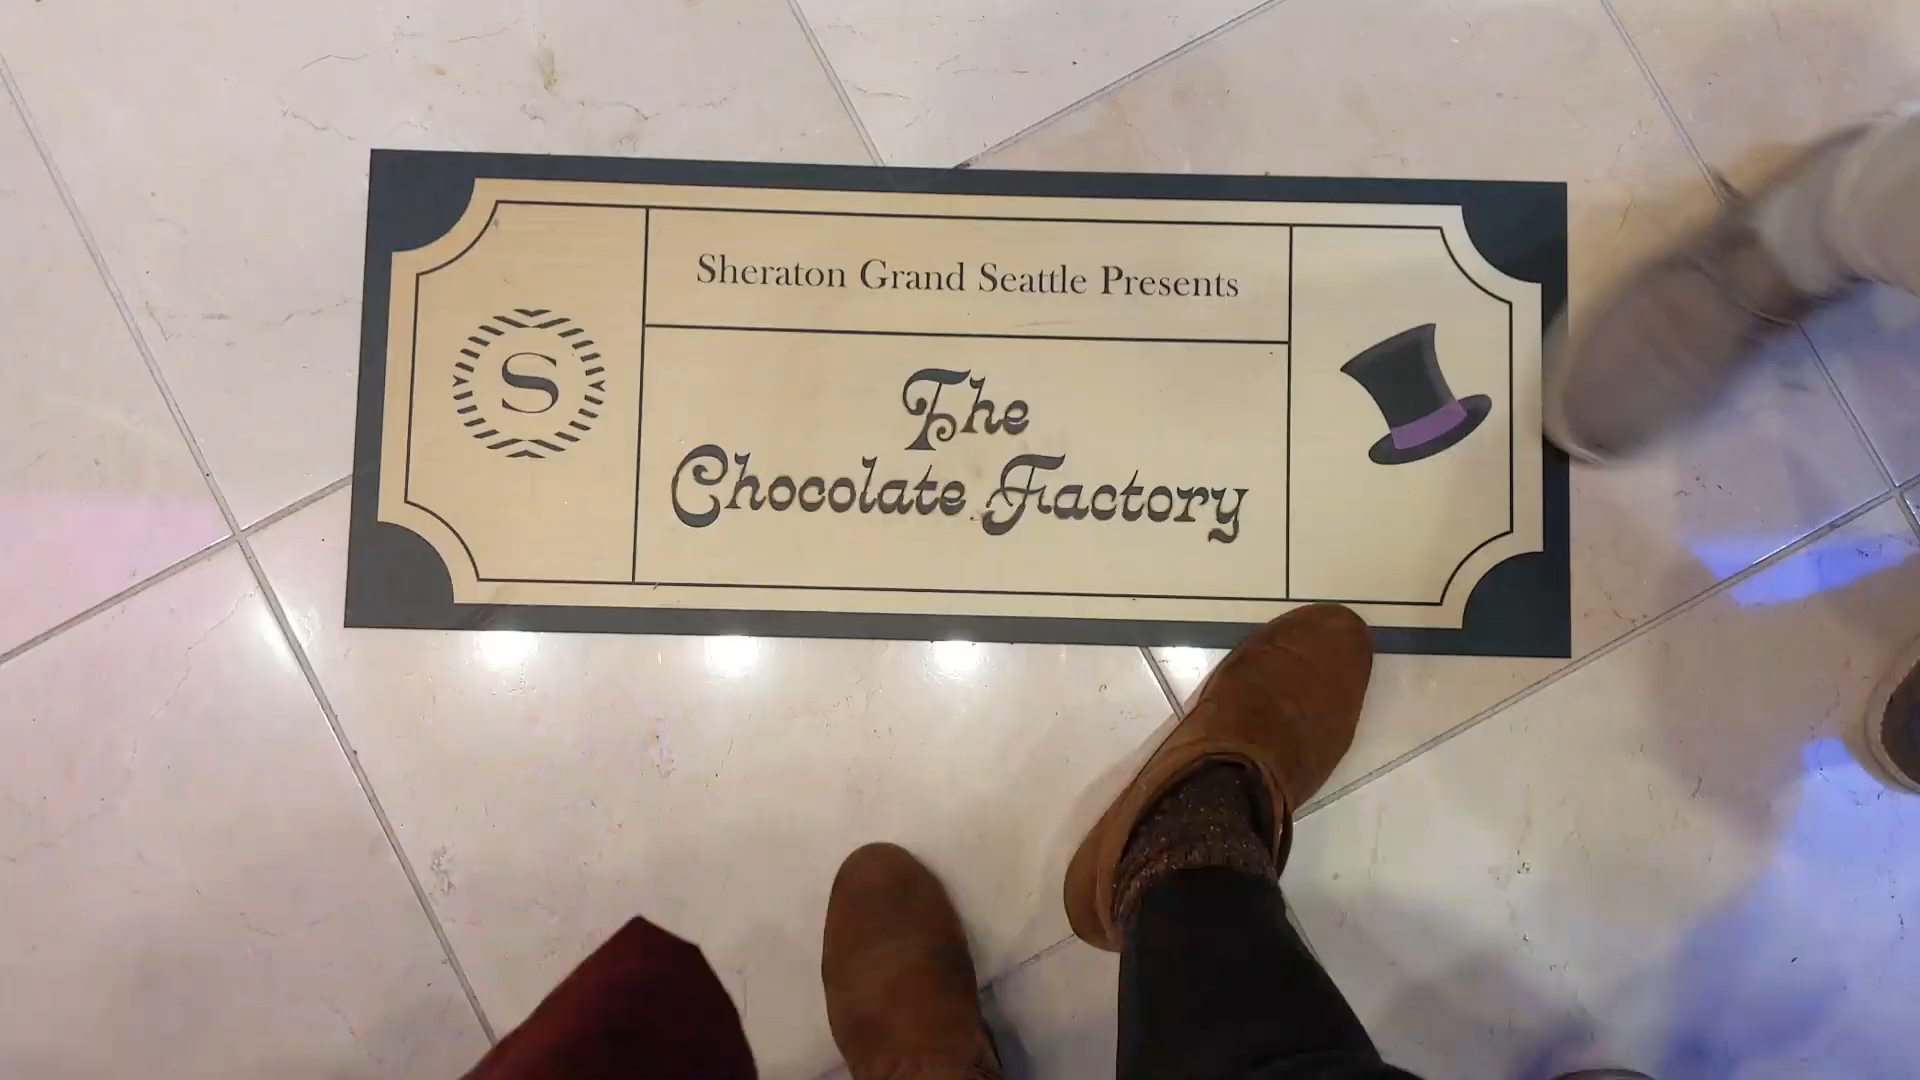 Sheraton Grand Seattle Presents
S
The
Chocolate Factory